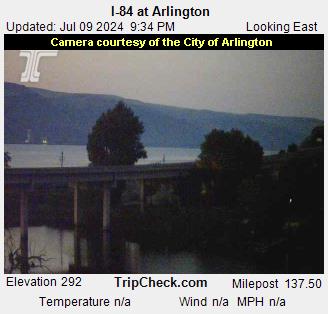 I-84 at Arlington
Updated: Jul 09 2024 9:34 PM Looking East
Camera courtesy of the City of Arlington
Elevation 292 TripCheck.com Milepost 137.50
Temperature n/a Wind n/a MPH n/a